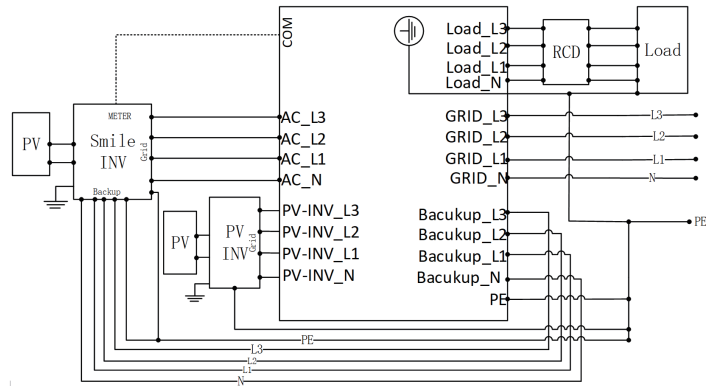 COM
Load_L3
Load_L2
Load_L1
Load_N
RCD
Load
METER
PV
Smile
INV
Grid
Backup
AC_L3
AC_L2
AC_L1
AC_N
GRID_L3
GRID_L2
GRID_L1
GRID_N
L3
L2
L1
N
PV
PV
INV
Grid
PV-INV_L3
PV-INV_L2
PV-INV_L1
PV-INV_N
Bacukup_L3
Bacukup_L2
Bacukup_L1
Bacukup_N
PE
PE
PE
L3
L2
L1
N